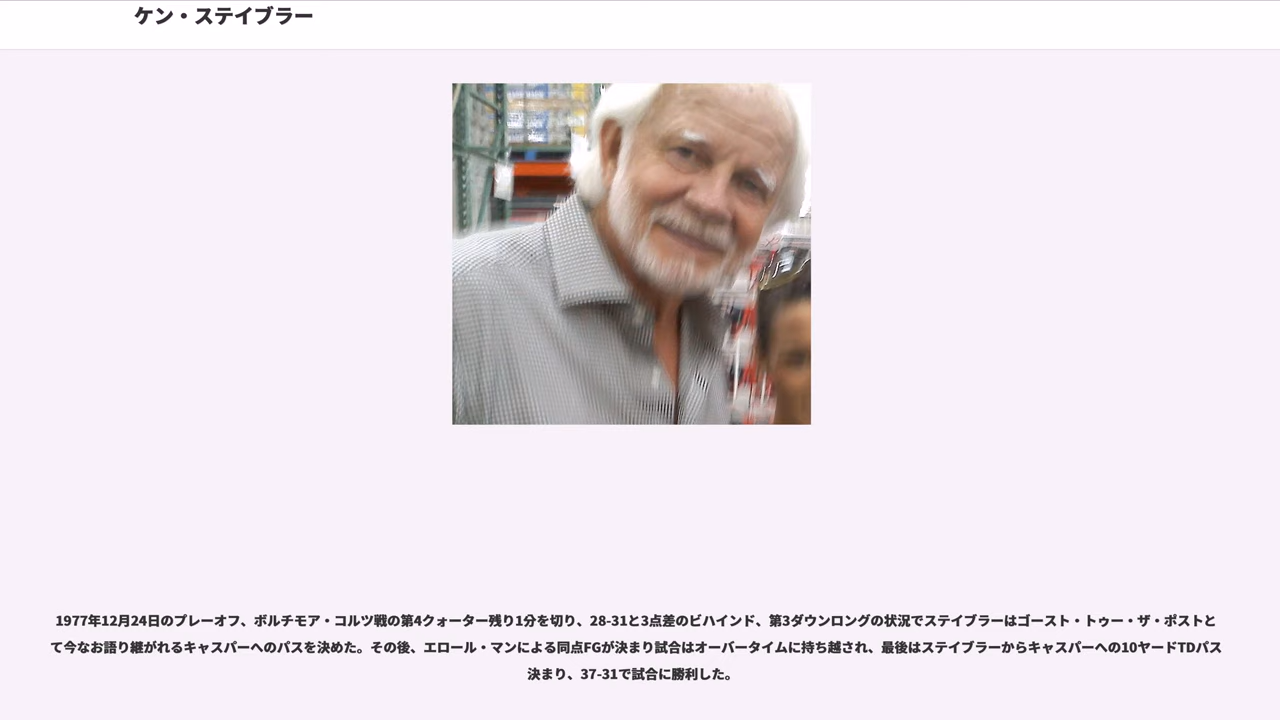 ケン・ステイブラー
1977年12月24日のプレーオフ、ボルチモア・コルツ戦の第4クォーター残り1分を切り、28-31と3点差のビハインド、第3ダウンロングの状況でステイブラーはゴースト・トゥー・ザ・ポストと
て今なお語り継がれるキャスパーへのパスを決めた。その後、エロール・マンによる同点FGが決まり試合はオーバータイムに持ち越され、最後はステイブラーからキャスパーへの10ヤードTDパス
決まり、37-31で試合に勝利した。